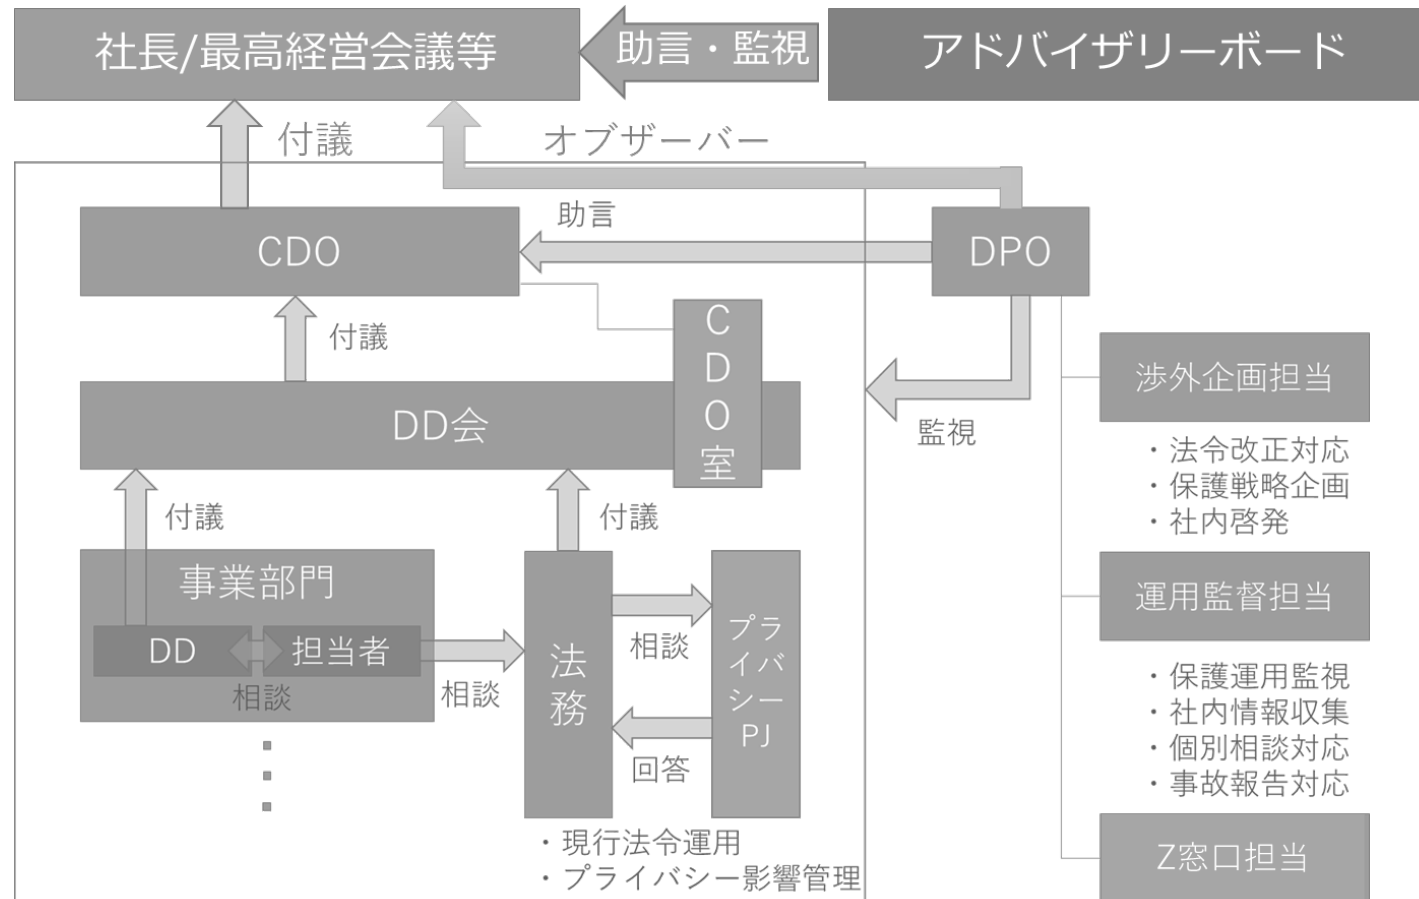 社長/最高経営会議等
助言・監視
アドバイザリーボード
付議
オブザーバー
助言
CDO
DPO
付議
CDO室
DD会
監視
渉外企画担当
・法令改正対応
・保護戦略企画
・社内啓発
付議
付議
事業部門
DD
担当者
相談
相談
法務
相談
回答
プライバシーPJ
・現行法令運用
・プライバシー影響管理
運用監督担当
・保護運用監視
・社内情報収集
・個別相談対応
・事故報告対応
Z窓口担当